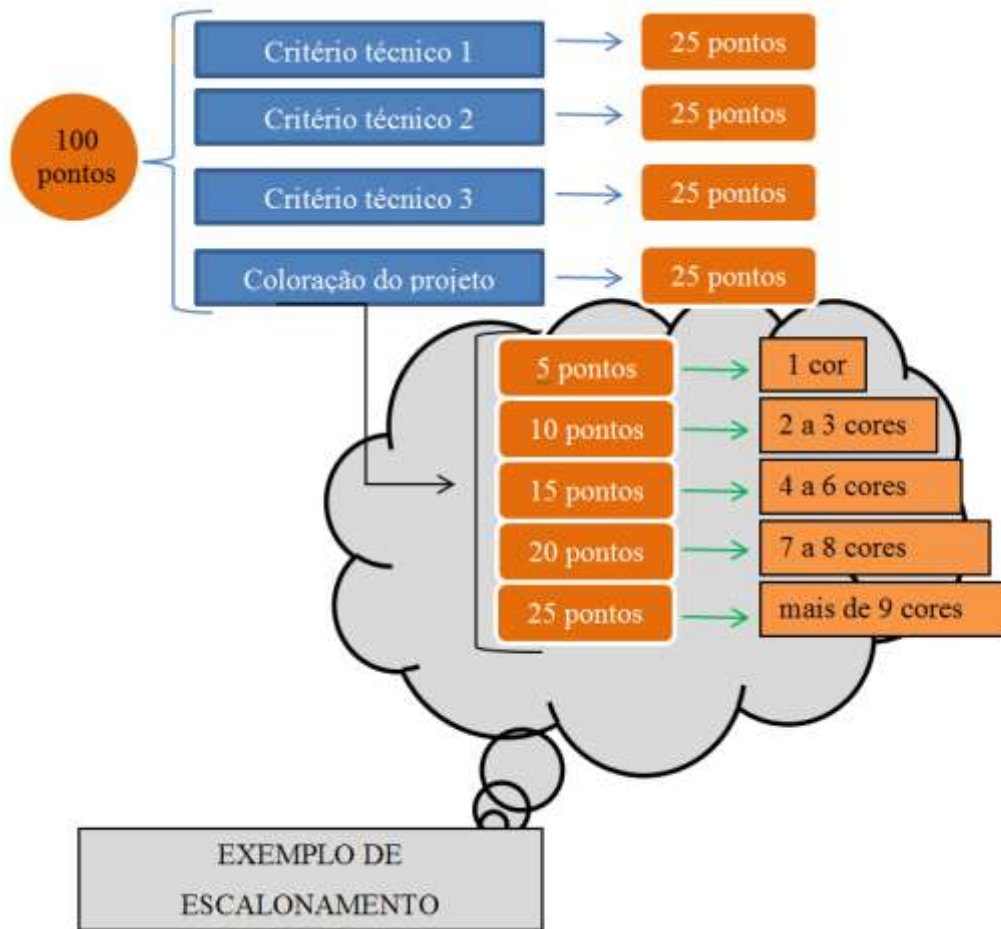 Critério técnico 1
25 pontos
Critério técnico 2
25 pontos
100
pontos
Critério técnico 3
25 pontos
Coloração do projeto
25 pontos
5 pontos
1 cor
10 pontos
2 a 3 cores
15 pontos
4 a 6 cores
20 pontos
7 a 8 cores
25 pontos
mais de 9 cores
EXEMPLO DE
ESCALONAMENTO